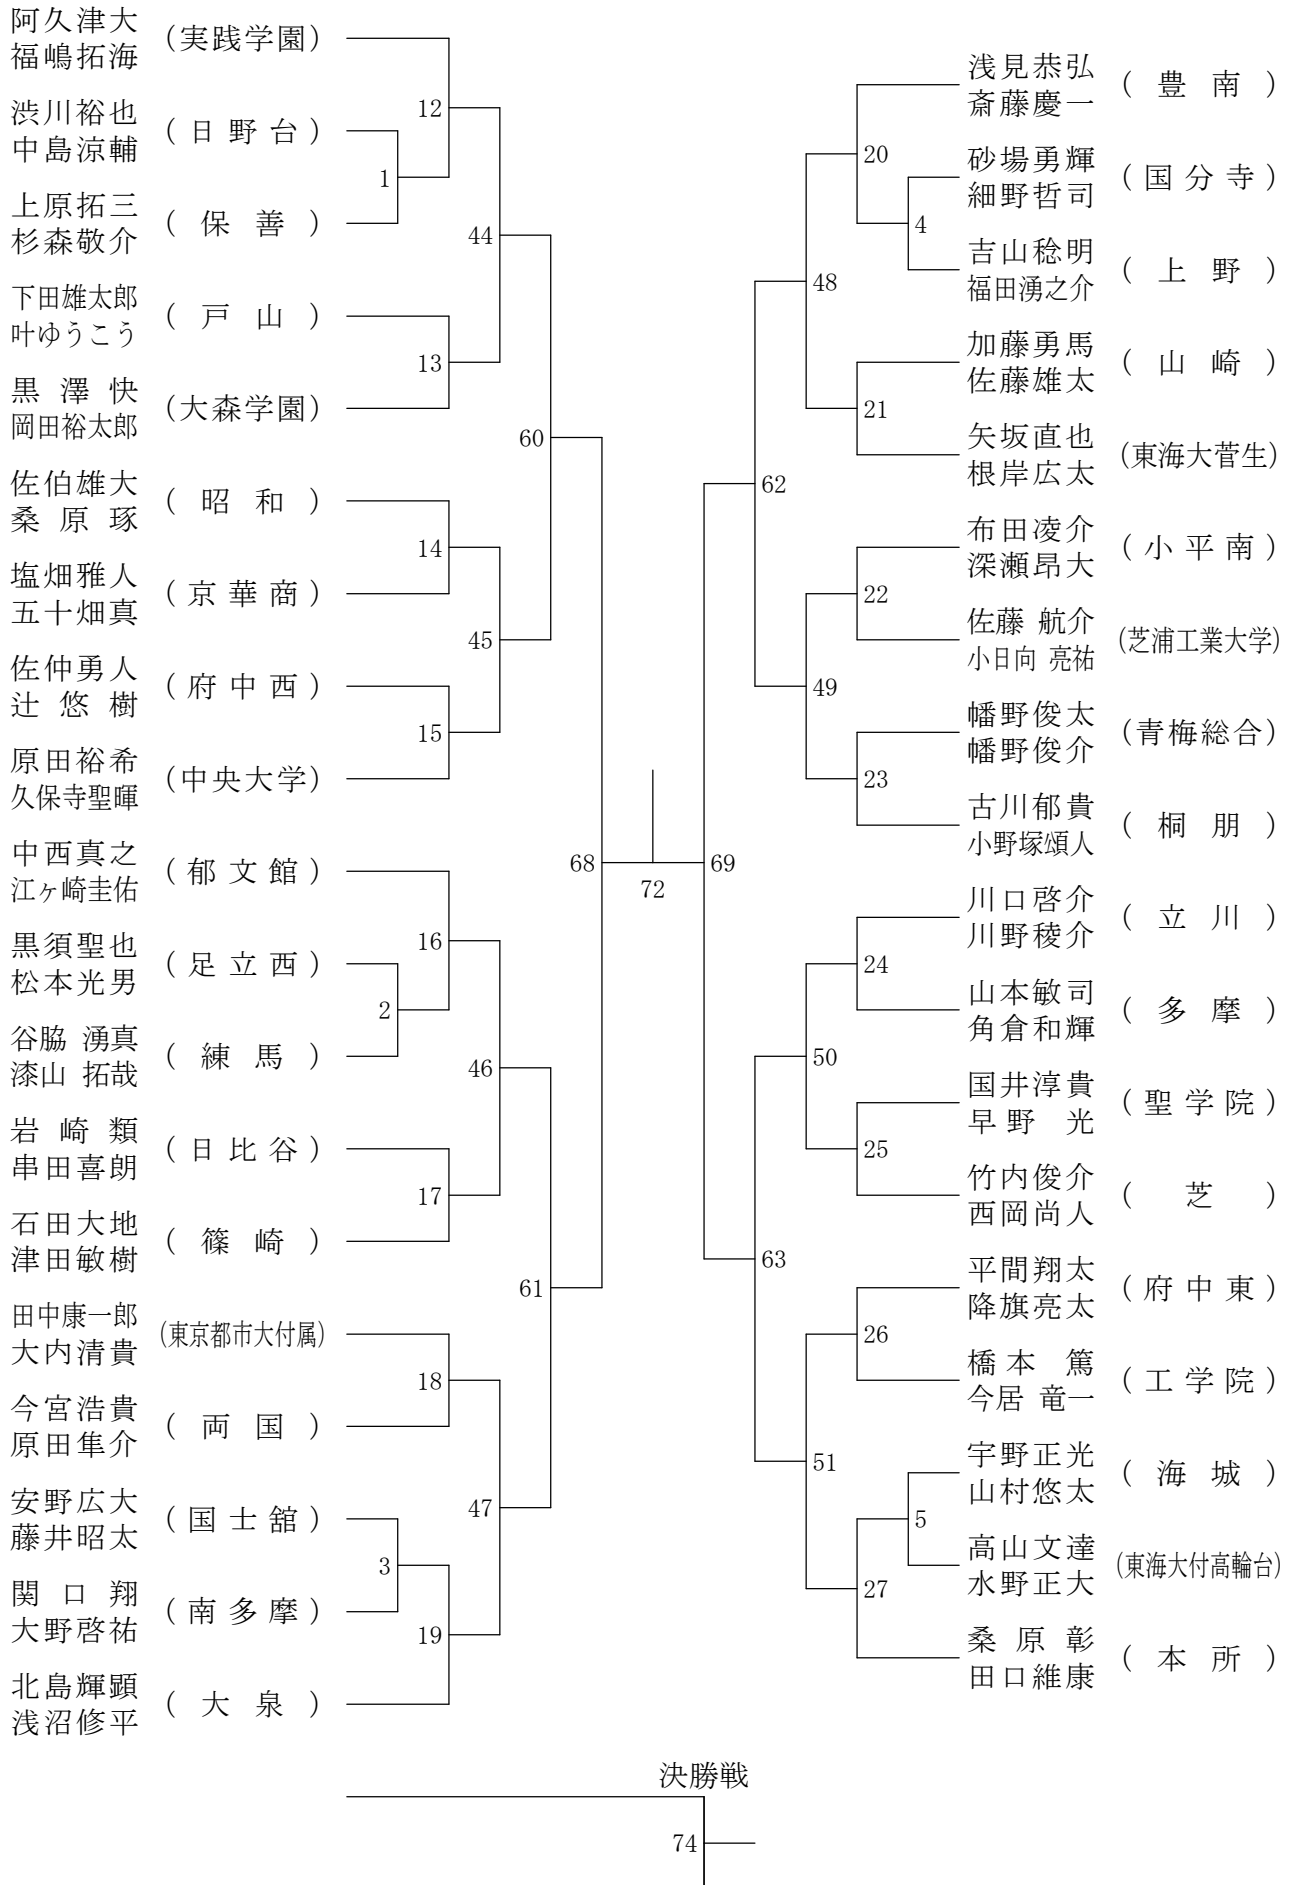 阿久津大
福嶋拓海
(実践学園)
渋川裕也
中島涼輔
(日野台)
上原拓三
杉森敬介
(保善)
下田雄太郎
叶ゆうこう
(戸山)
黒澤快
岡田裕太郎
(大森学園)
佐伯雄大
桑原琢
(昭和)
塩畑雅人
五十畑真
(京華商)
佐仲勇人
辻悠樹
(府中西)
原田裕希
久保寺聖暉
(中央大学)
中西真之
江ヶ崎圭佑
(郁文館)
黒須聖也
松本光男
(足立西)
谷脇 湧真
漆山 拓哉
(練馬)
岩崎類
串田喜朗
(日比谷)
石田大地
津田敏樹
(篠崎)
田中康一郎
大内清貴
(東京都市大付属)
今宮浩貴
原田隼介
(両国)
安野広大
藤井昭太
(国士舘)
関口翔
大野啓祐
(南多摩)
北島輝顕
浅沼修平
(大泉)
12
1
44
13
60
14
45
15
68
16
2
46
17
61
18
47
3
19
72
69
20
4
48
21
62
22
49
23
24
50
25
63
26
51
5
27
浅見恭弘
斎藤慶一
(豊南)
砂場勇輝
細野哲司
(国分寺)
吉山稔明
福田湧之介
(上野)
加藤勇馬
佐藤雄太
(山崎)
矢坂直也
根岸広太
(東海大菅生)
布田凌介
深瀬昂大
(小平南)
佐藤 航介
小日向 亮祐
(芝浦工業大学)
幡野俊太
幡野俊介
(青梅総合)
古川郁貴
小野塚頌人
(桐朋)
川口啓介
川野稜介
(立川)
山本敏司
角倉和輝
(多摩)
国井淳貴
早野 光
(聖学院)
竹内俊介
西岡尚人
(芝)
平間翔太
降旗亮太
(府中東)
橋本 篤
今居 竜一
(工学院)
宇野正光
山村悠太
(海城)
高山文達
水野正大
(東海大付高輪台)
桑原彰
田口維康
(本所)
決勝戦
74